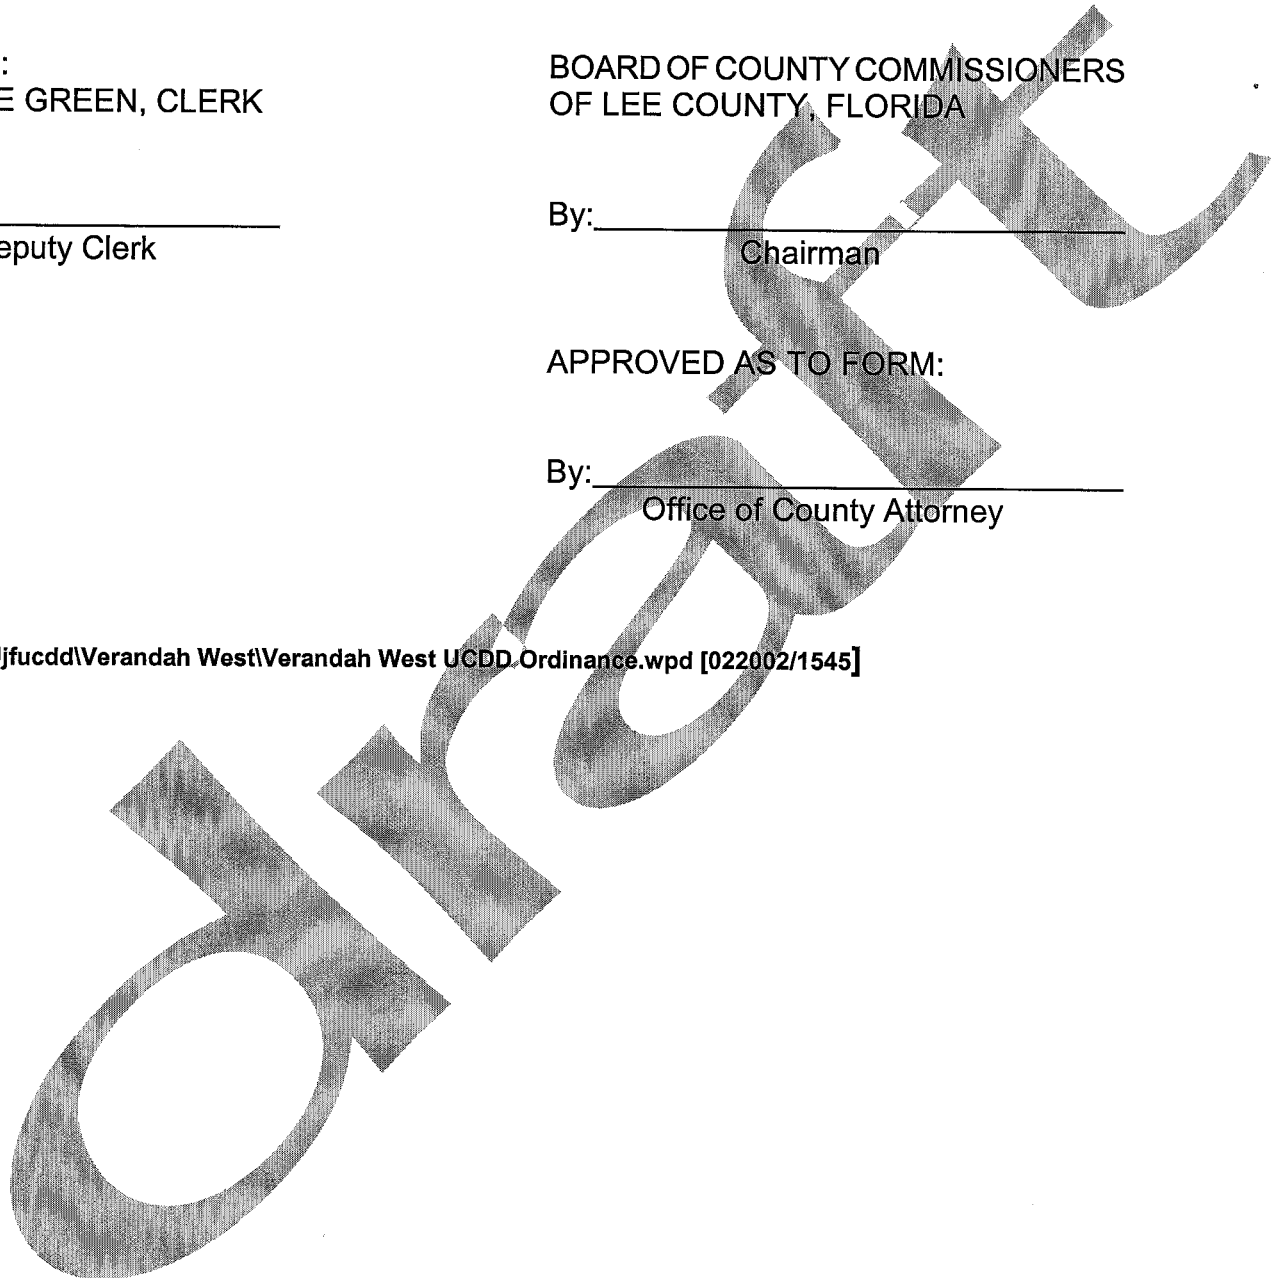 :
E GREEN, CLERK
eputy Clerk
BOARD OF COUNTY COMMISSIONERS
OF LEE COUNTY, FLORIDA
By:
Chairman
APPROVED AS TO FORM:
By:
Office of County Attorney
jfucdd\Verandah West\Verandah West UCDD Ordinance.wpd [022002/1545]
draft